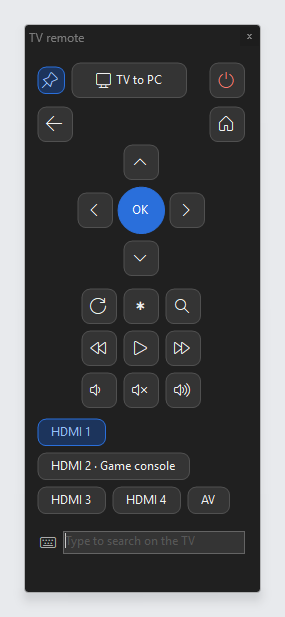 TV remote
x
TV to PC
OK
*
HDMI 1
HDMI 2 · Game console
HDMI 3 HDMI 4 AV
Type to search on the TV